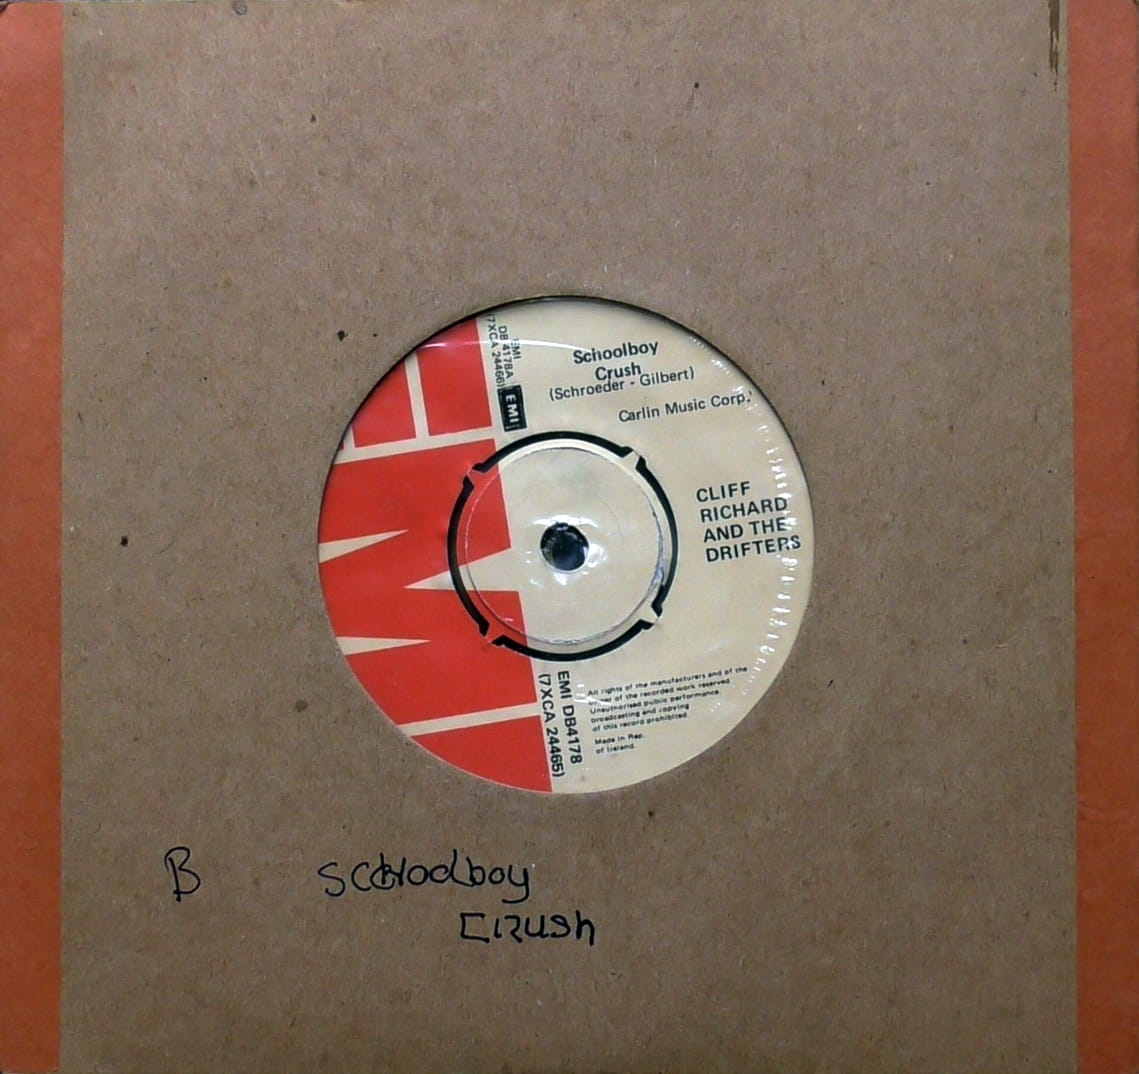 EMI
DB 4178A
(7XCA 24466)
EMI
Schoolboy
Crush
(Schroeder - Gilbert)
Carlin Music Corp.
CLIFF
RICHARD
AND THE
DRIFTERS
EMI DB4178
(7XCA 24465)
All rights of the manufacturers and of the
owner of the recorded work reserved
Unauthorised public performance,
broadcasting and copying
of this record prohibited.
Made in Rep.
of Ireland.
B SCHoolboy
CRUSh